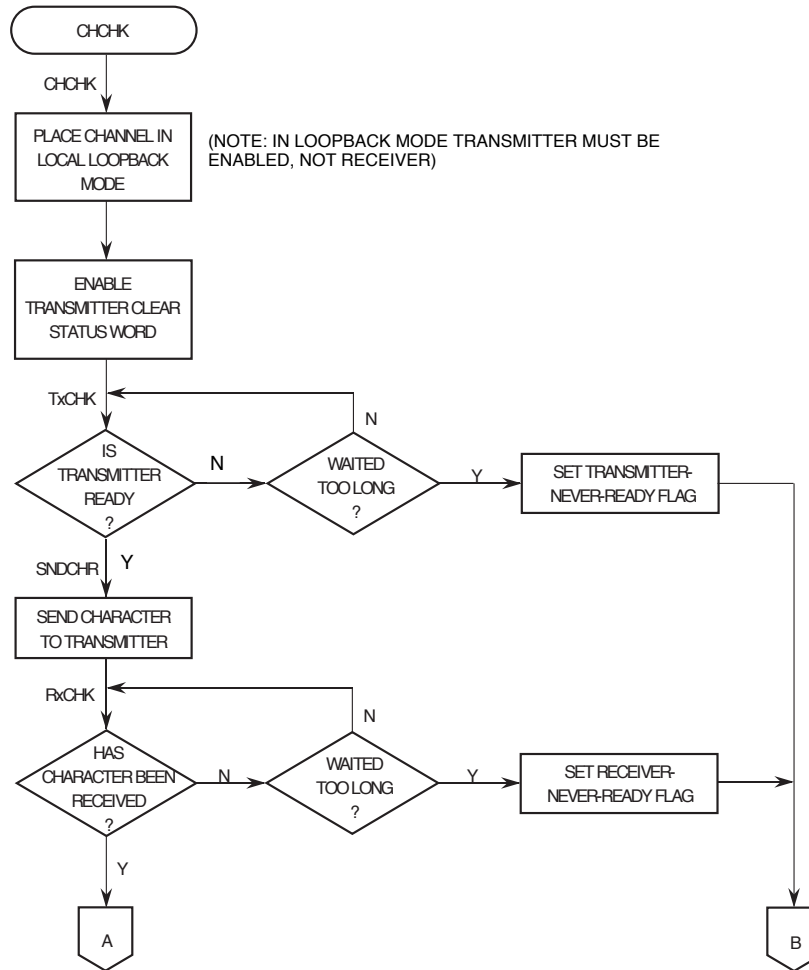 CHCHK
CHCHK
PLACE CHANNEL IN
LOCAL LOOPBACK
MODE
(NOTE: IN LOOPBACK MODE TRANSMITTER MUST BE
ENABLED, NOT RECEIVER)
ENABLE
TRANSMITTER CLEAR
STATUS WORD
TxCHK
N
IS
TRANSMITTER
READY
?
N
WAITED
TOO LONG
?
Y
SET TRANSMITTER-
NEVER-READY FLAG
SNDCHR
Y
SEND CHARACTER
TO TRANSMITTER
RxCHK
N
HAS
CHARACTER BEEN
RECEIVED
?
N
WAITED
TOO LONG
?
Y
SET RECEIVER-
NEVER-READY FLAG
Y
A
B